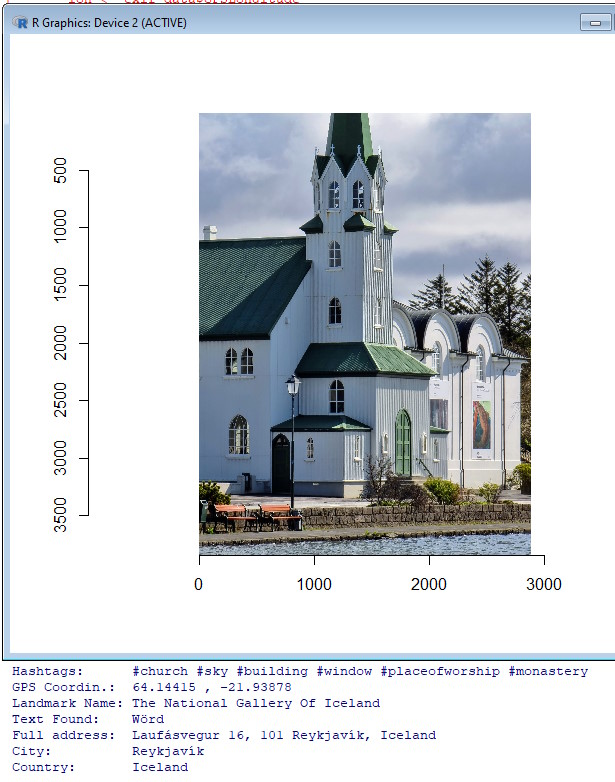 R Graphics: Device 2 (ACTIVE)
500
1000
1500
2000
2500
3000
3500
0 1000 2000 3000
Hashtags: #church #sky #building #window #placeofworship #monastery
GPS Coordin.: 64.14415 , -21.93878
Landmark Name: The National Gallery Of Iceland
Text Found: Wörd
Full address: Laufásvegur 16, 101 Reykjavík, Iceland
City: Reykjavík
Country: Iceland